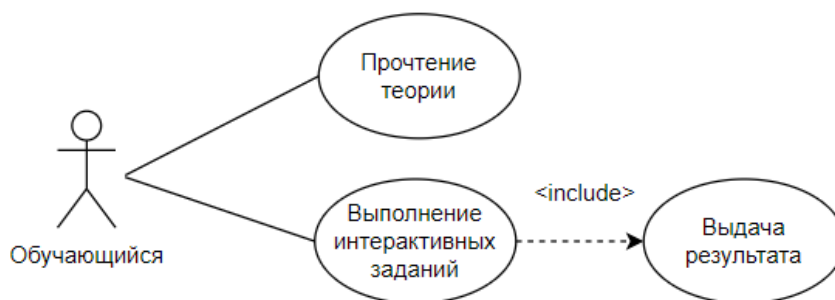 Прочтение
теории
Обучающийся
Выполнение
интерактивных
заданий
<include>
Выдача
результата